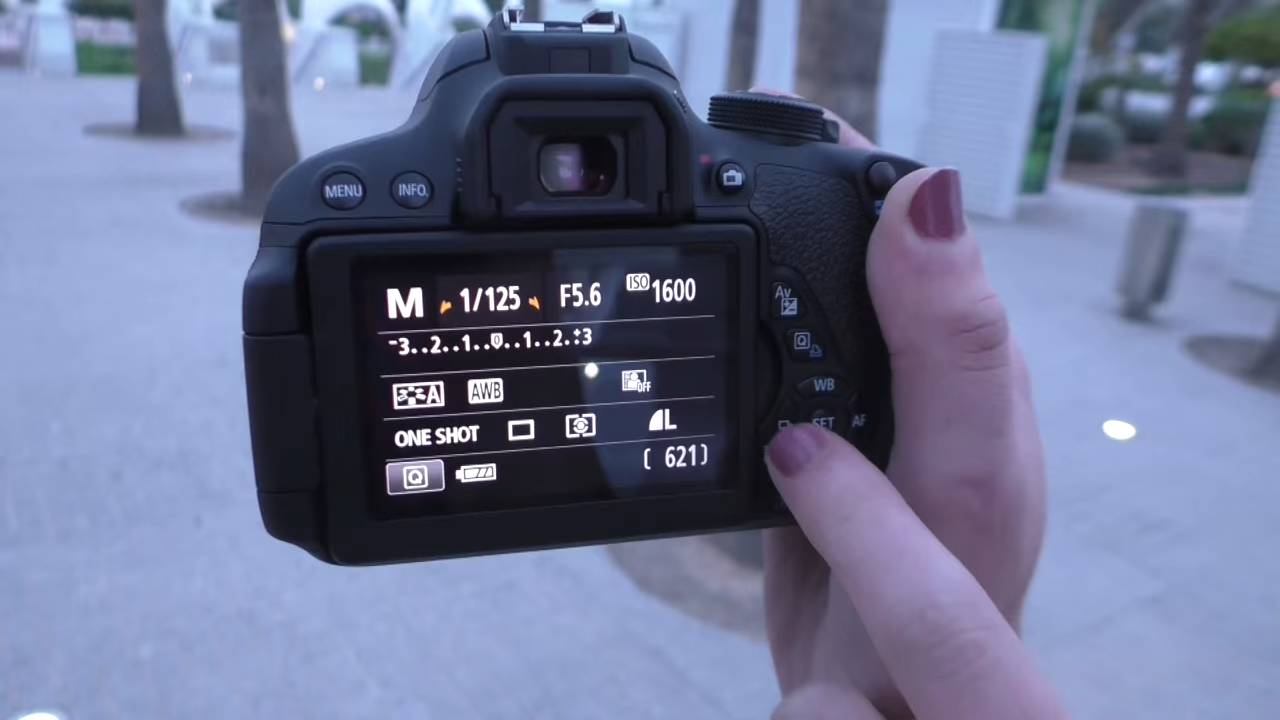 MENU INFO.
M 1/125 F5.6 ISO 1600
-3..2..1..0..1..2.+3
A AWB OFF
ONE SHOT L
Q [ 621]
Av
Q
WB
SET AF